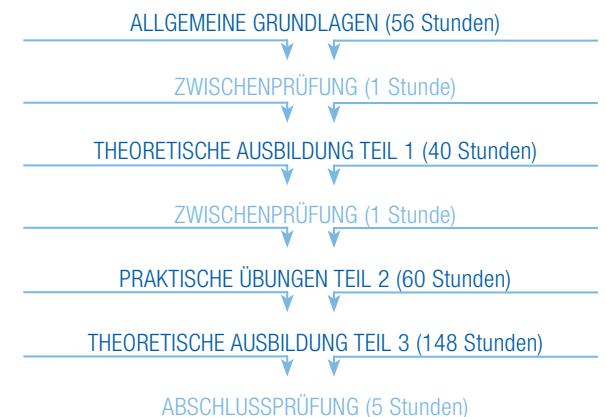 ALLGEMEINE GRUNDLAGEN (56 Stunden)
ZWISCHENPRÜFUNG (1 Stunde)
THEORETISCHE AUSBILDUNG TEIL 1 (40 Stunden)
ZWISCHENPRÜFUNG (1 Stunde)
PRAKTISCHE ÜBUNGEN TEIL 2 (60 Stunden)
THEORETISCHE AUSBILDUNG TEIL 3 (148 Stunden)
ABSCHLUSSPRÜFUNG (5 Stunden)